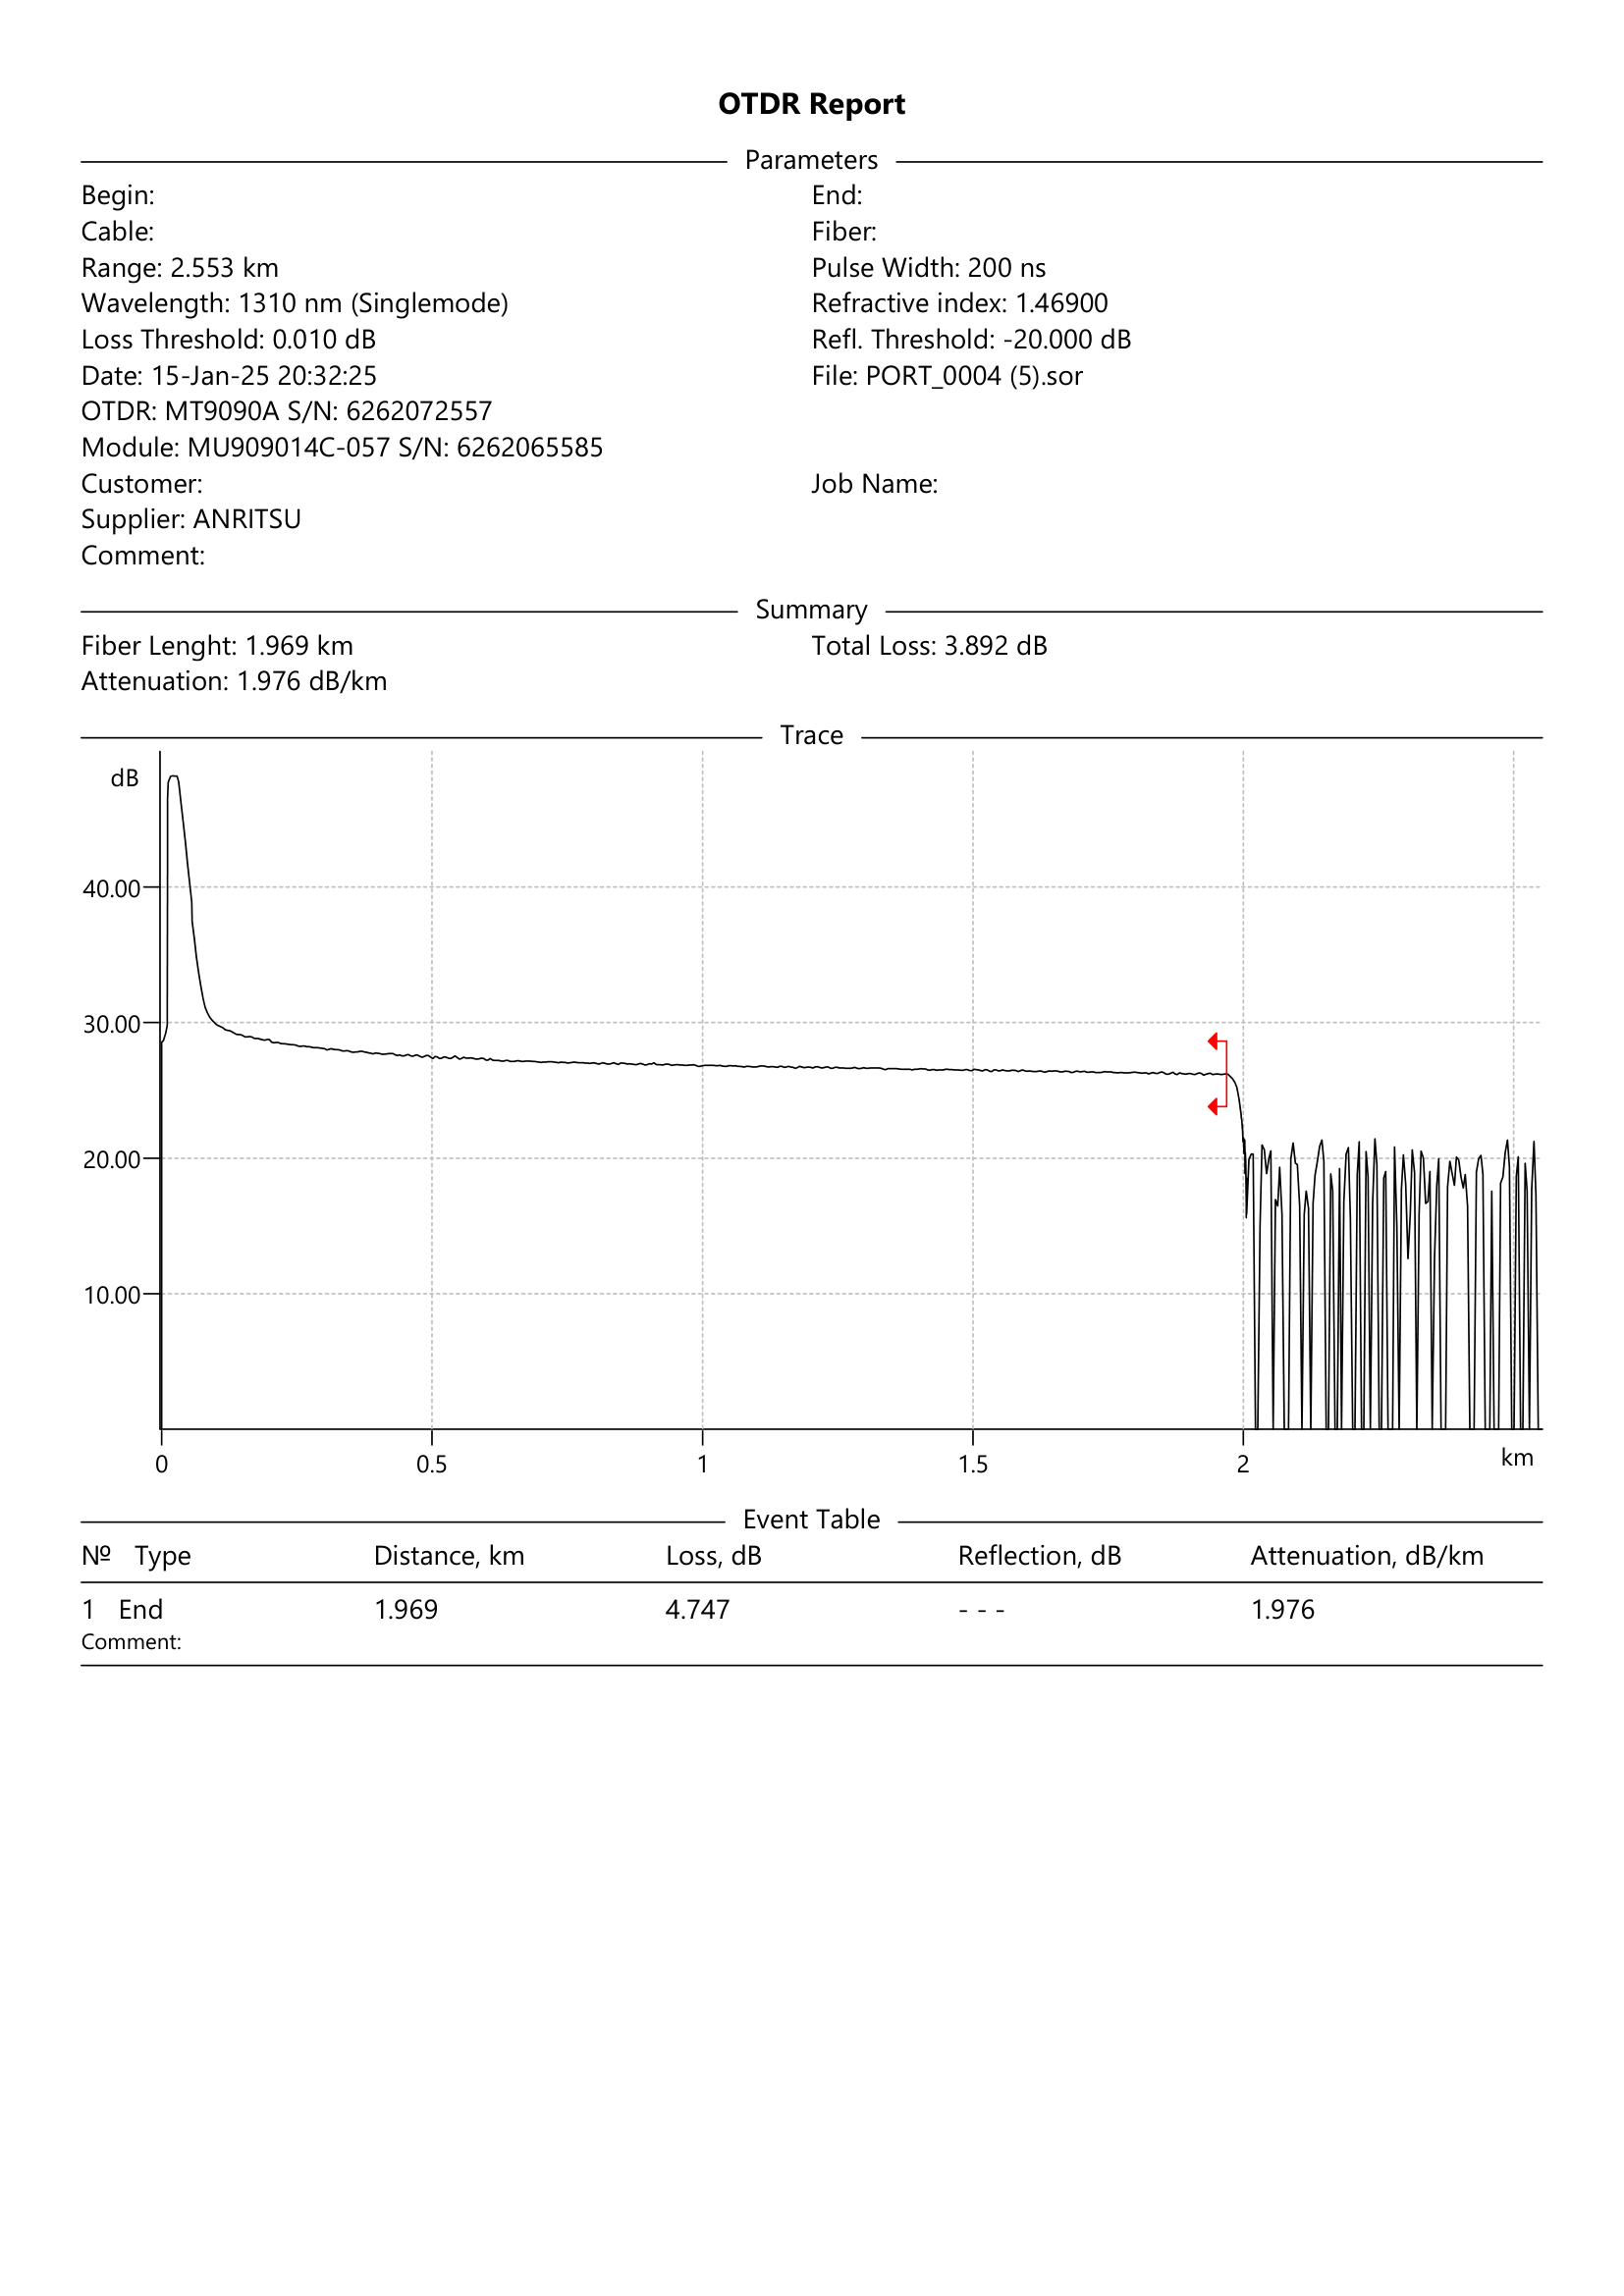 OTDR Report
Parameters
Begin: End:
Cable: Fiber:
Range: 2.553 km Pulse Width: 200 ns
Wavelength: 1310 nm (Singlemode) Refractive index: 1.46900
Loss Threshold: 0.010 dB Refl. Threshold: -20.000 dB
Date: 15-Jan-25 20:32:25 File: PORT_0004 (5).sor
OTDR: MT9090A S/N: 6262072557
Module: MU909014C-057 S/N: 6262065585
Customer: Job Name:
Supplier: ANRITSU
Comment:
Summary
Fiber Lenght: 1.969 km Total Loss: 3.892 dB
Attenuation: 1.976 dB/km
Trace
dB
40.00
30.00
20.00
10.00
0 0.5 1 1.5 2 km
Event Table
Nº Type Distance, km Loss, dB Reflection, dB Attenuation, dB/km
1 End 1.969 4.747 - - - 1.976
Comment: